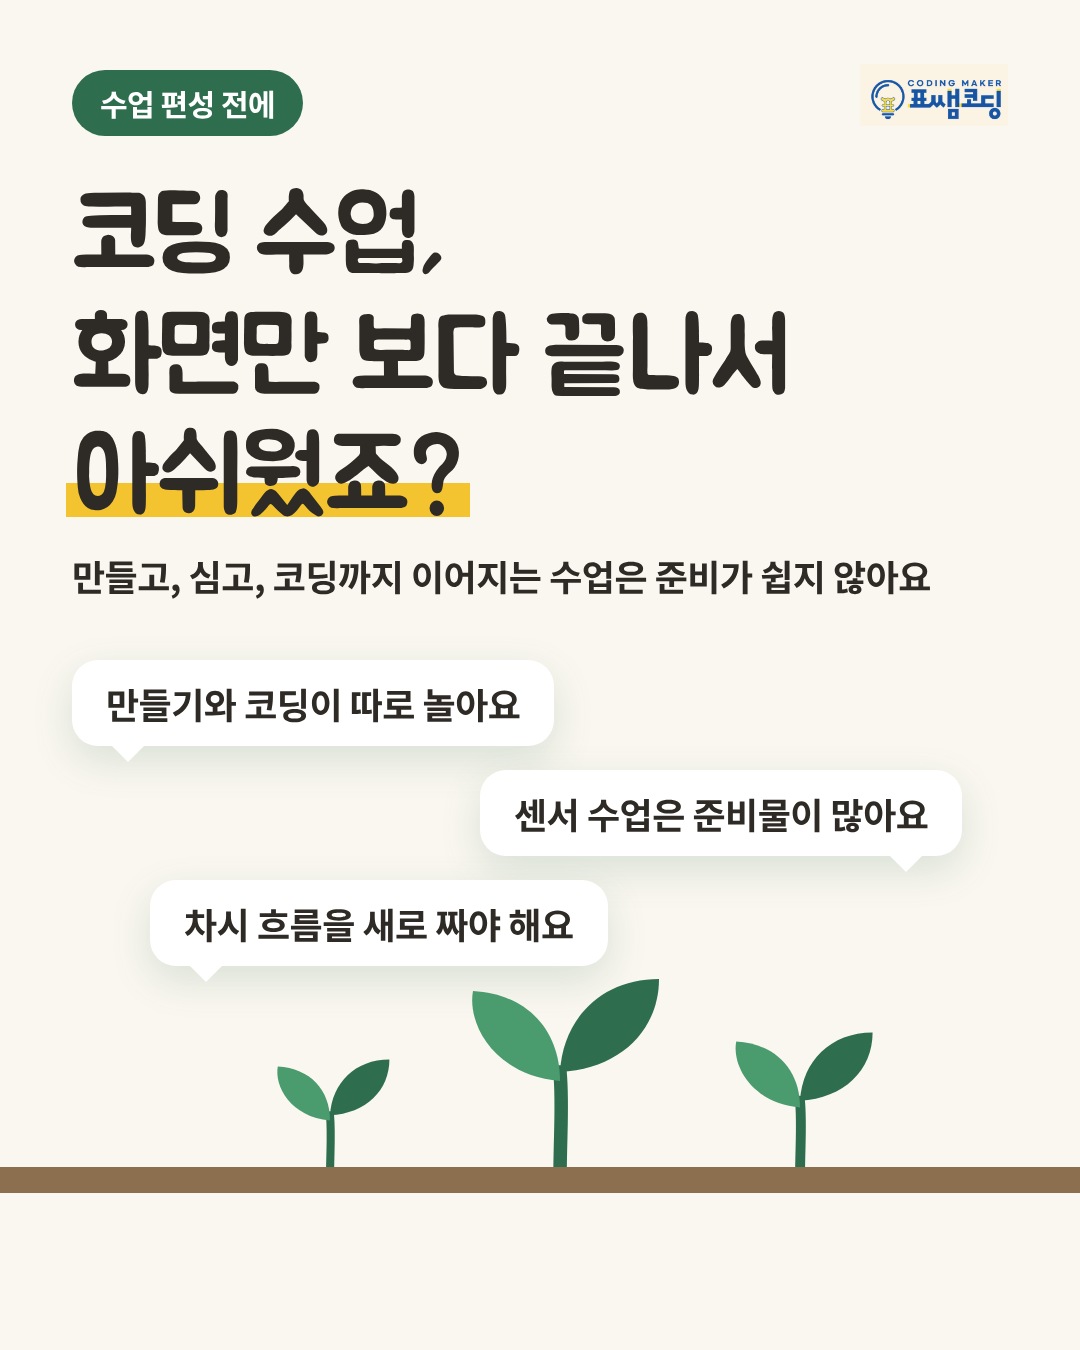 수업 편성 전에
CODING MAKER
표쌤코딩
코딩 수업,
화면만 보다 끝나서
아쉬웠죠?
만들고, 심고, 코딩까지 이어지는 수업은 준비가 쉽지 않아요
만들기와 코딩이 따로 놀아요
센서 수업은 준비물이 많아요
차시 흐름을 새로 짜야 해요